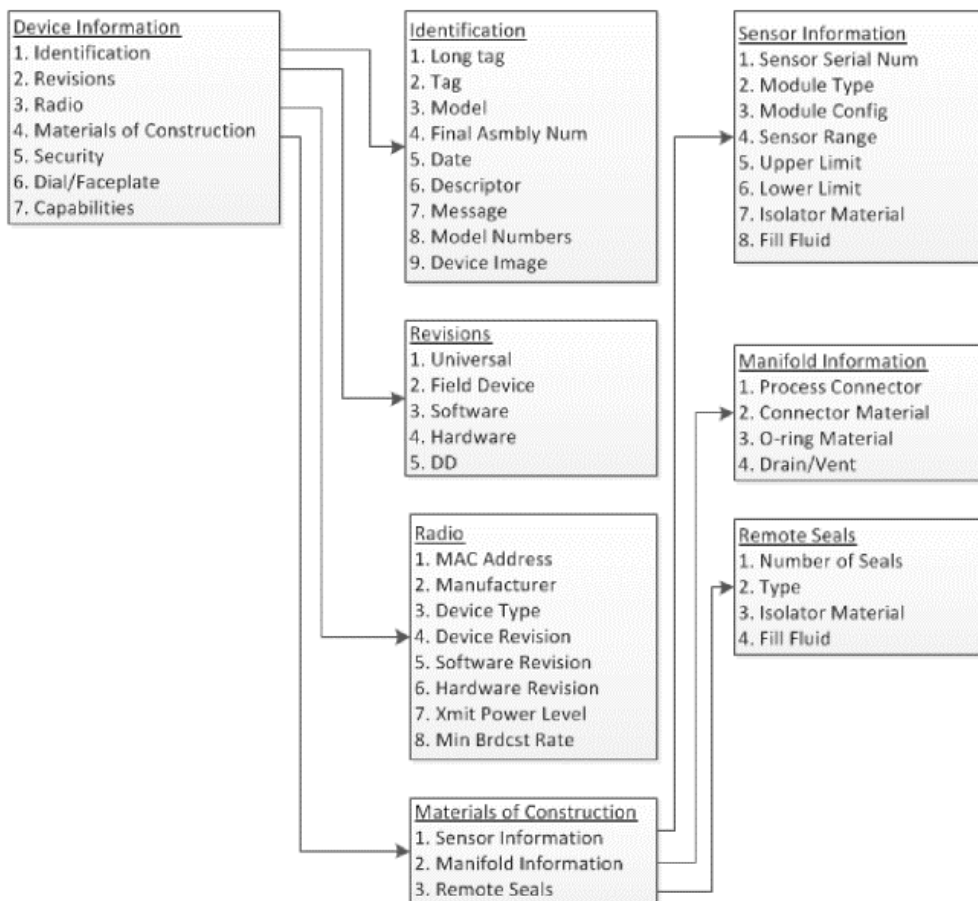 Device Information
1. Identification
2. Revisions
3. Radio
4. Materials of Construction
5. Security
6. Dial/Faceplate
7. Capabilities
Identification
1. Long tag
2. Tag
3. Model
4. Final Asmbly Num
5. Date
6. Descriptor
7. Message
8. Model Numbers
9. Device Image
Revisions
1. Universal
2. Field Device
3. Software
4. Hardware
5. DD
Radio
1. MAC Address
2. Manufacturer
3. Device Type
4. Device Revision
5. Software Revision
6. Hardware Revision
7. Xmit Power Level
8. Min Brdcst Rate
Materials of Construction
1. Sensor Information
2. Manifold Information
3. Remote Seals
Sensor Information
1. Sensor Serial Num
2. Module Type
3. Module Config
4. Sensor Range
5. Upper Limit
6. Lower Limit
7. Isolator Material
8. Fill Fluid
Manifold Information
1. Process Connector
2. Connector Material
3. O-ring Material
4. Drain/Vent
Remote Seals
1. Number of Seals
2. Type
3. Isolator Material
4. Fill Fluid